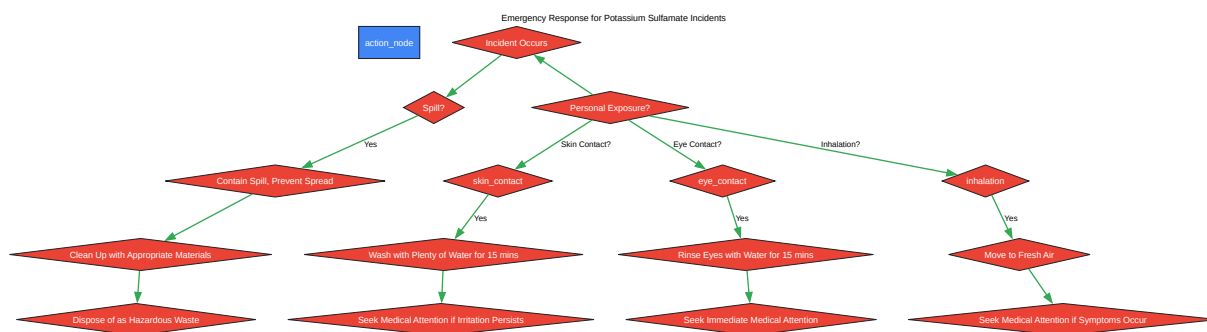 Emergency Response for Potassium Sulfamate Incidents
action_node
Incident Occurs
Spill?
Personal Exposure?
Yes
Skin Contact?
Eye Contact?
Inhalation?
Contain Spill, Prevent Spread
skin_contact
eye_contact
inhalation
Yes
Yes
Yes
Clean Up with Appropriate Materials
Wash with Plenty of Water for 15 mins
Rinse Eyes with Water for 15 mins
Move to Fresh Air
Dispose of as Hazardous Waste
Seek Medical Attention if Irritation Persists
Seek Immediate Medical Attention
Seek Medical Attention if Symptoms Occur